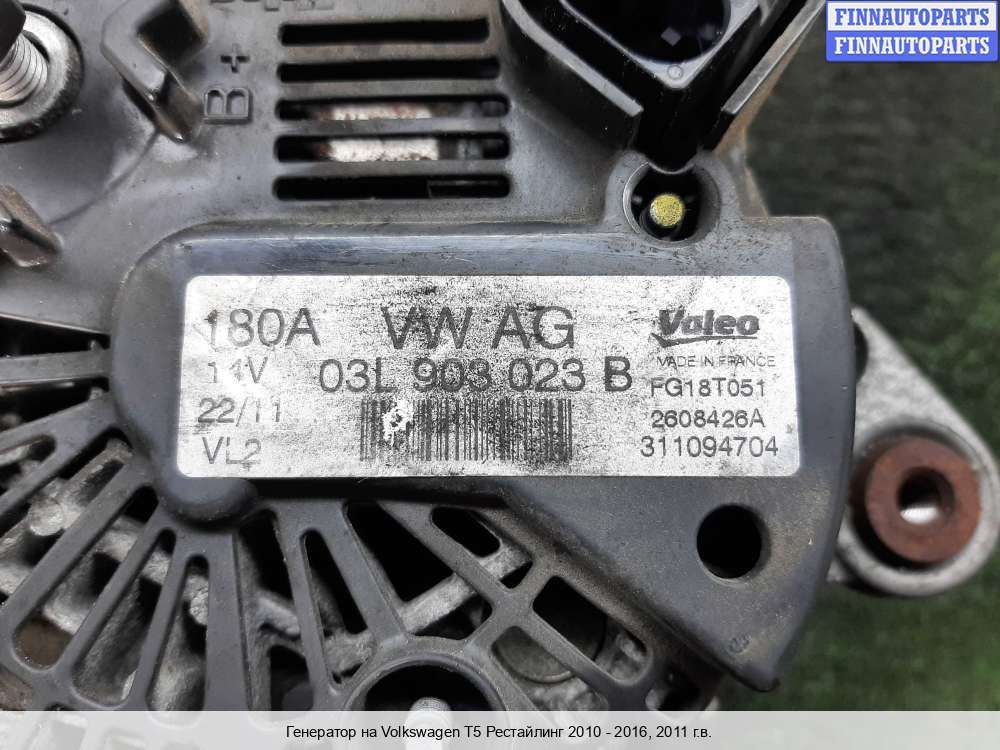 FINNAUTOPARTS
FINNAUTOPARTS
B+
180A VW AG Valeo
14V 03L 903 023 B MADE IN FRANCE
FG18T051
22/11 2608426A
VL2 311094704
Генератор на Volkswagen T5 Рестайлинг 2010 - 2016, 2011 г.в.